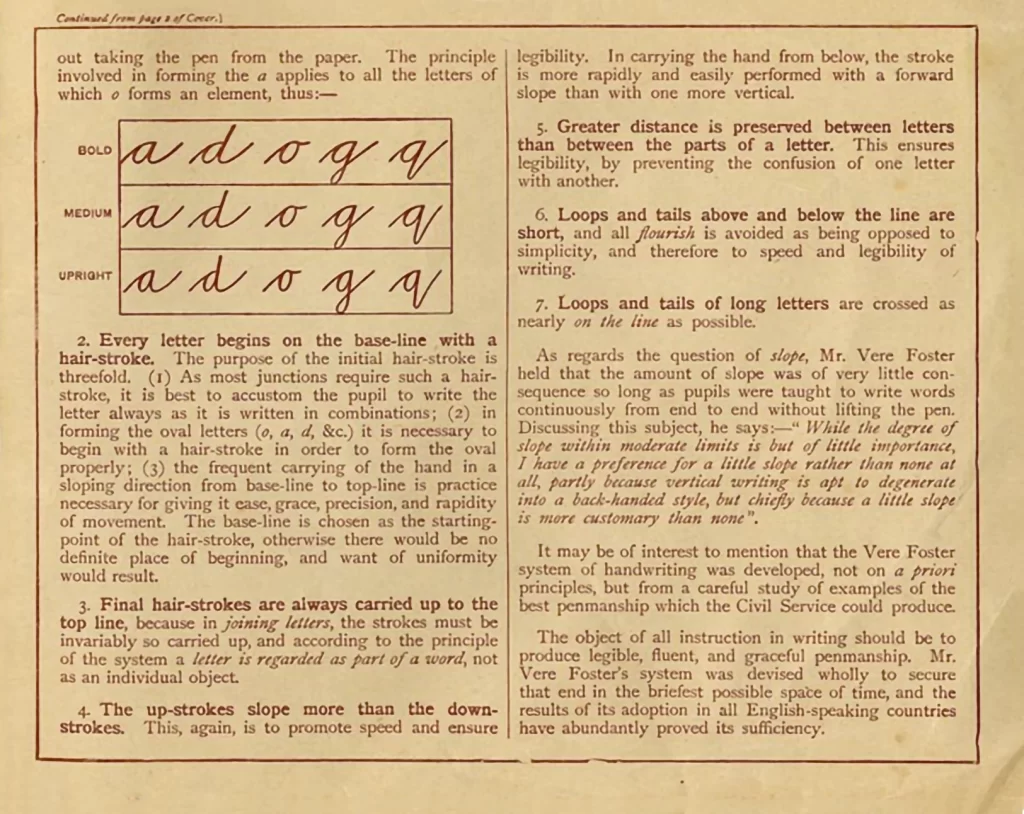 Continued from page 2 of Cover.)
out taking the pen from the paper. The principle
involved in forming the a applies to all the letters of
which o forms an element, thus:—
BOLD a d o g q
MEDIUM a d o g q
UPRIGHT a d o g q
2. Every letter begins on the base-line with a
hair-stroke. The purpose of the initial hair-stroke is
threefold. (1) As most junctions require such a hair-
stroke, it is best to accustom the pupil to write the
letter always as it is written in combinations; (2) in
forming the oval letters (o, a, d, &c.) it is necessary to
begin with a hair-stroke in order to form the oval
properly; (3) the frequent carrying of the hand in a
sloping direction from base-line to top-line is practice
necessary for giving it ease, grace, precision, and rapidity
of movement. The base-line is chosen as the starting-
point of the hair-stroke, otherwise there would be no
definite place of beginning, and want of uniformity
would result.
3. Final hair-strokes are always carried up to the
top line, because in joining letters, the strokes must be
invariably so carried up, and according to the principle
of the system a letter is regarded as part of a word, not
as an individual object.
4. The up-strokes slope more than the down-
strokes. This, again, is to promote speed and ensure
legibility. In carrying the hand from below, the stroke
is more rapidly and easily performed with a forward
slope than with one more vertical.
5. Greater distance is preserved between letters
than between the parts of a letter. This ensures
legibility, by preventing the confusion of one letter
with another.
6. Loops and tails above and below the line are
short, and all flourish is avoided as being opposed to
simplicity, and therefore to speed and legibility of
writing.
7. Loops and tails of long letters are crossed as
nearly on the line as possible.
As regards the question of slope, Mr. Vere Foster
held that the amount of slope was of very little con-
sequence so long as pupils were taught to write words
continuously from end to end without lifting the pen.
Discussing this subject, he says:—“ While the degree of
slope within moderate limits is but of little importance,
I have a preference for a little slope rather than none at
all, partly because vertical writing is apt to degenerate
into a back-handed style, but chiefly because a little slope
is more customary than none”.
It may be of interest to mention that the Vere Foster
system of handwriting was developed, not on a priori
principles, but from a careful study of examples of the
best penmanship which the Civil Service could produce.
The object of all instruction in writing should be to
produce legible, fluent, and graceful penmanship. Mr.
Vere Foster's system was devised wholly to secure
that end in the briefest possible space of time, and the
results of its adoption in all English-speaking countries
have abundantly proved its sufficiency.